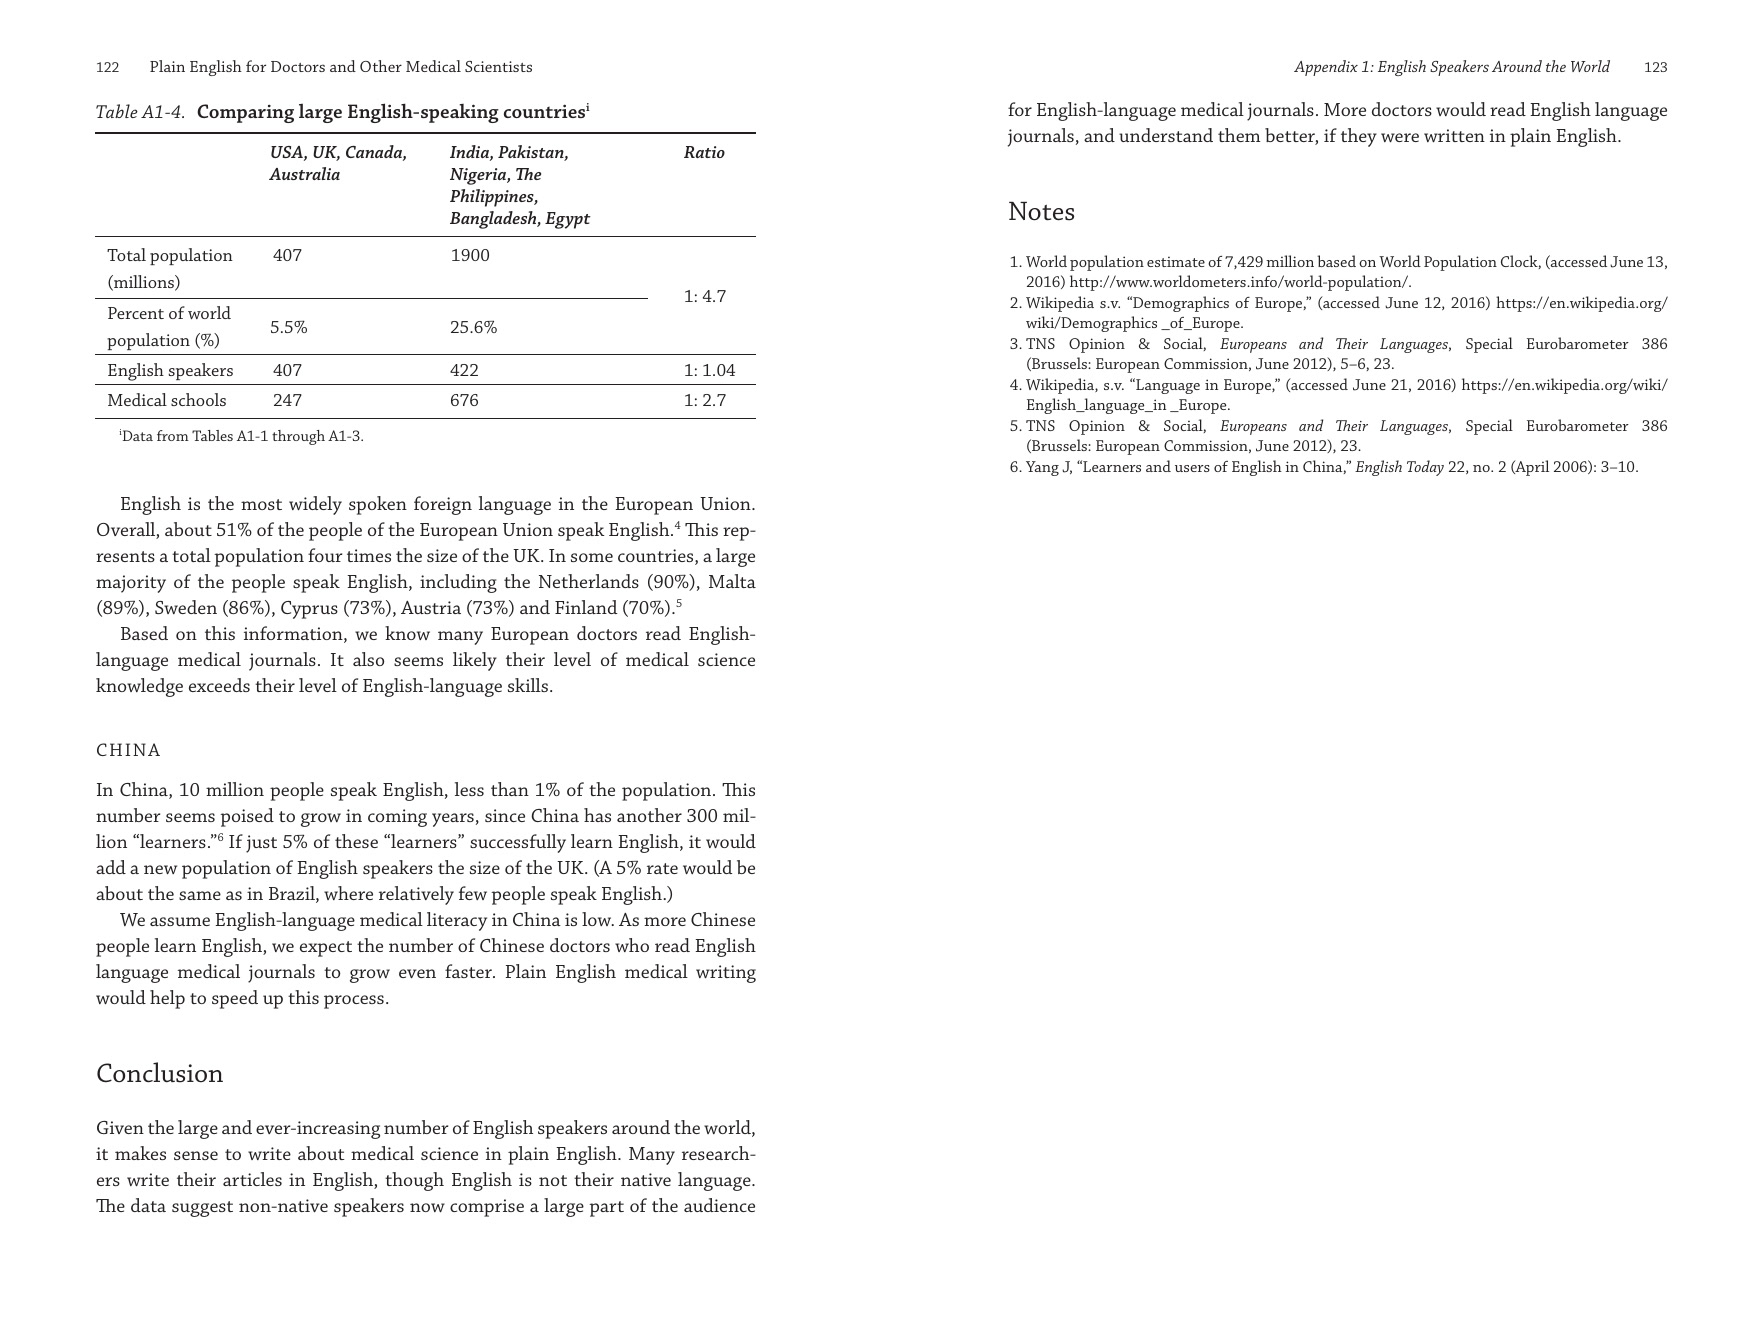 122 Plain English for Doctors and Other Medical Scientists
Table A1-4. Comparing large English-speaking countriesⁱ
USA, UK, Canada, Australia India, Pakistan, Nigeria, The Philippines, Bangladesh, Egypt Ratio
Total population (millions) 407 1900 1: 4.7
Percent of world population (%) 5.5% 25.6%
English speakers 407 422 1: 1.04
Medical schools 247 676 1: 2.7
ⁱData from Tables A1-1 through A1-3.
English is the most widely spoken foreign language in the European Union.
Overall, about 51% of the people of the European Union speak English.⁴ This rep-
resents a total population four times the size of the UK. In some countries, a large
majority of the people speak English, including the Netherlands (90%), Malta
(89%), Sweden (86%), Cyprus (73%), Austria (73%) and Finland (70%).⁵
Based on this information, we know many European doctors read English-
language medical journals. It also seems likely their level of medical science
knowledge exceeds their level of English-language skills.
CHINA
In China, 10 million people speak English, less than 1% of the population. This
number seems poised to grow in coming years, since China has another 300 mil-
lion “learners.”⁶ If just 5% of these “learners” successfully learn English, it would
add a new population of English speakers the size of the UK. (A 5% rate would be
about the same as in Brazil, where relatively few people speak English.)
We assume English-language medical literacy in China is low. As more Chinese
people learn English, we expect the number of Chinese doctors who read English
language medical journals to grow even faster. Plain English medical writing
would help to speed up this process.
Conclusion
Given the large and ever-increasing number of English speakers around the world,
it makes sense to write about medical science in plain English. Many research-
ers write their articles in English, though English is not their native language.
The data suggest non-native speakers now comprise a large part of the audience
Appendix 1: English Speakers Around the World 123
for English-language medical journals. More doctors would read English language
journals, and understand them better, if they were written in plain English.
Notes
1. World population estimate of 7,429 million based on World Population Clock, (accessed June 13,
2016) http://www.worldometers.info/world-population/.
2. Wikipedia s.v. “Demographics of Europe,” (accessed June 12, 2016) https://en.wikipedia.org/
wiki/Demographics _of_Europe.
3. TNS Opinion & Social, Europeans and Their Languages, Special Eurobarometer 386
(Brussels: European Commission, June 2012), 5–6, 23.
4. Wikipedia, s.v. “Language in Europe,” (accessed June 21, 2016) https://en.wikipedia.org/wiki/
English_language_in _Europe.
5. TNS Opinion & Social, Europeans and Their Languages, Special Eurobarometer 386
(Brussels: European Commission, June 2012), 23.
6. Yang J, “Learners and users of English in China,” English Today 22, no. 2 (April 2006): 3–10.